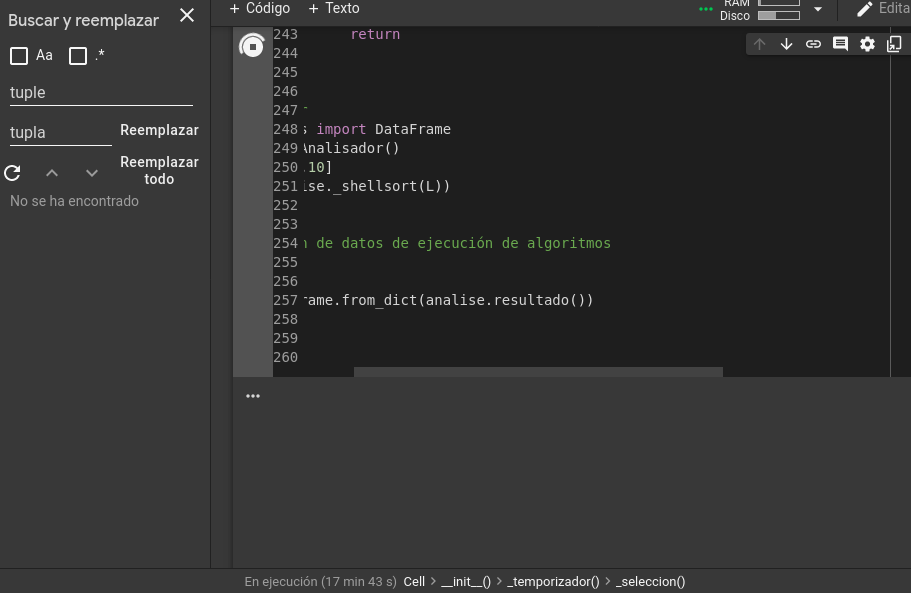 Buscar y reemplazar
Aa
.*
tuple
tupla
Reemplazar
Reemplazar
todo
No se ha encontrado
+ Código + Texto
RAM
Disco
Edita
243 return
244
245
246
247
248 import DataFrame
249 Analisador()
250 10]
251 ise._shellsort(L))
252
253
254 de datos de ejecución de algoritmos
255
256
257 ame.from_dict(analise.resultado())
258
259
260
...
En ejecución (17 min 43 s) Cell > __init__() > _temporizador() > _seleccion()